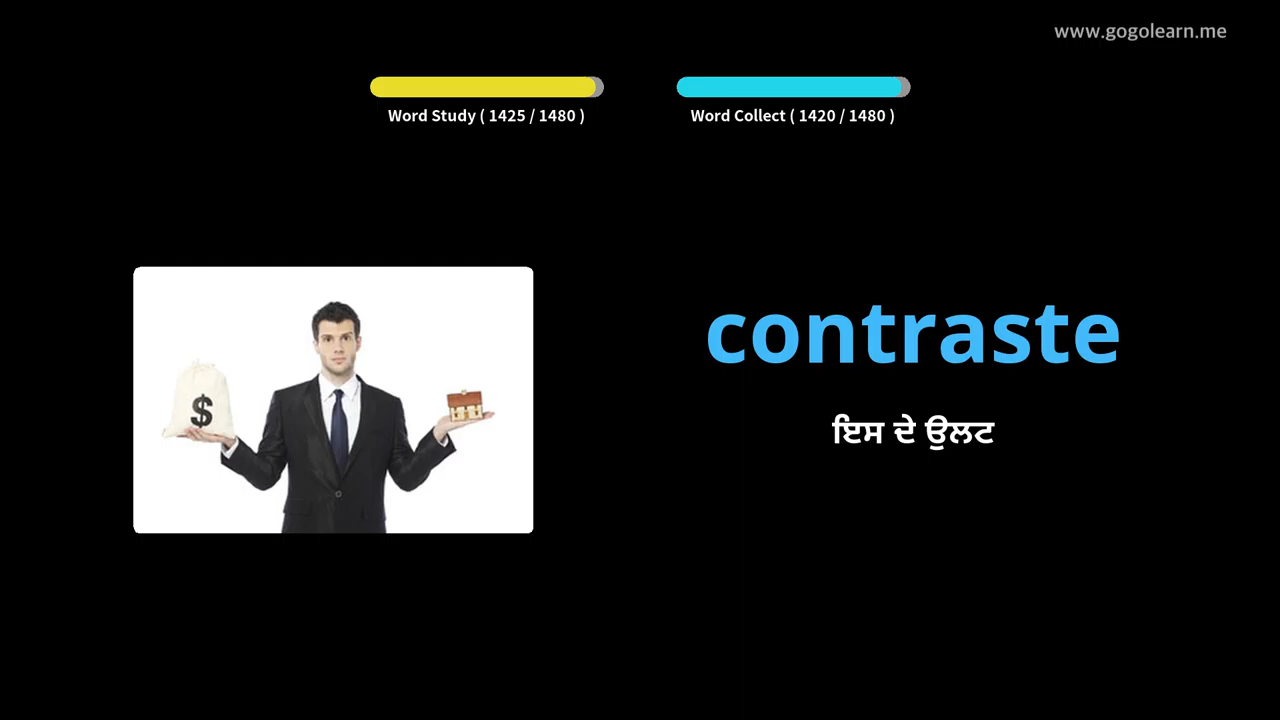 www.gogolearn.me
Word Study ( 1425 / 1480 )
Word Collect ( 1420 / 1480 )
$
contraste
ਇਸ ਦੇ ਉਲਟ